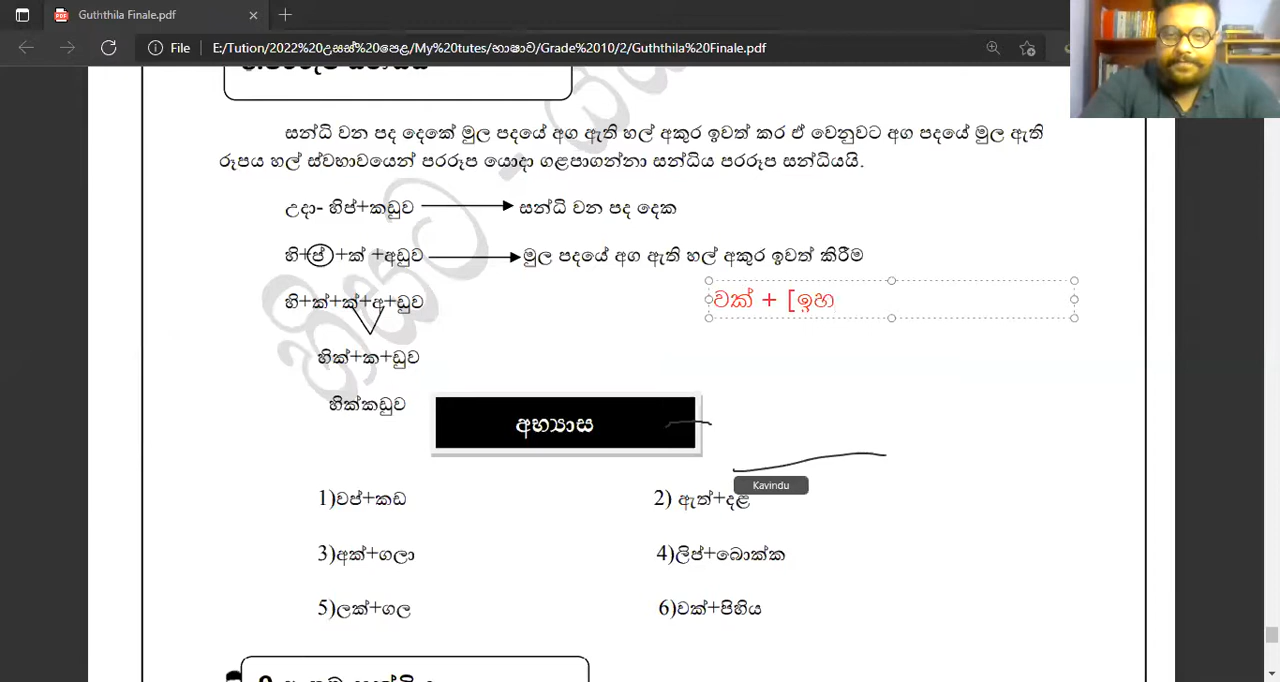 Guththila Finale.pdf
File E:/Tution/2022%20උසස්%20පෙළ/My%20tutes/භාෂාව/Grade%2010/2/Guththila%20Finale.pdf
සන්ධි වන පද දෙකේ මුල පදයේ අග ඇති හල් අකුර ඉවත් කර ඒ වෙනුවට අග පදයේ මුල ඇති
රූපය හල් ස්වභාවයෙන් පරරූප යොදා ගළපාගන්නා සන්ධිය පරරූප සන්ධියයි.
උදා- හිප්+කඩුව සන්ධි වන පද දෙක
හි+ප් +ක් +අඩුව මුල පදයේ අග ඇති හල් අකුර ඉවත් කිරීම
වක් + [ඉහ
හි+ක්+ක්+අ+ඩුව
හික්+ක+ඩුව
හික්කඩුව
අභ්‍යාස
Kavindu
1)වප්+කඩ 2) ඇත්+දළ
3)අක්+ගලා 4)ලිප්+බොක්ක
5)ලක්+ගල 6)වක්+පිහිය